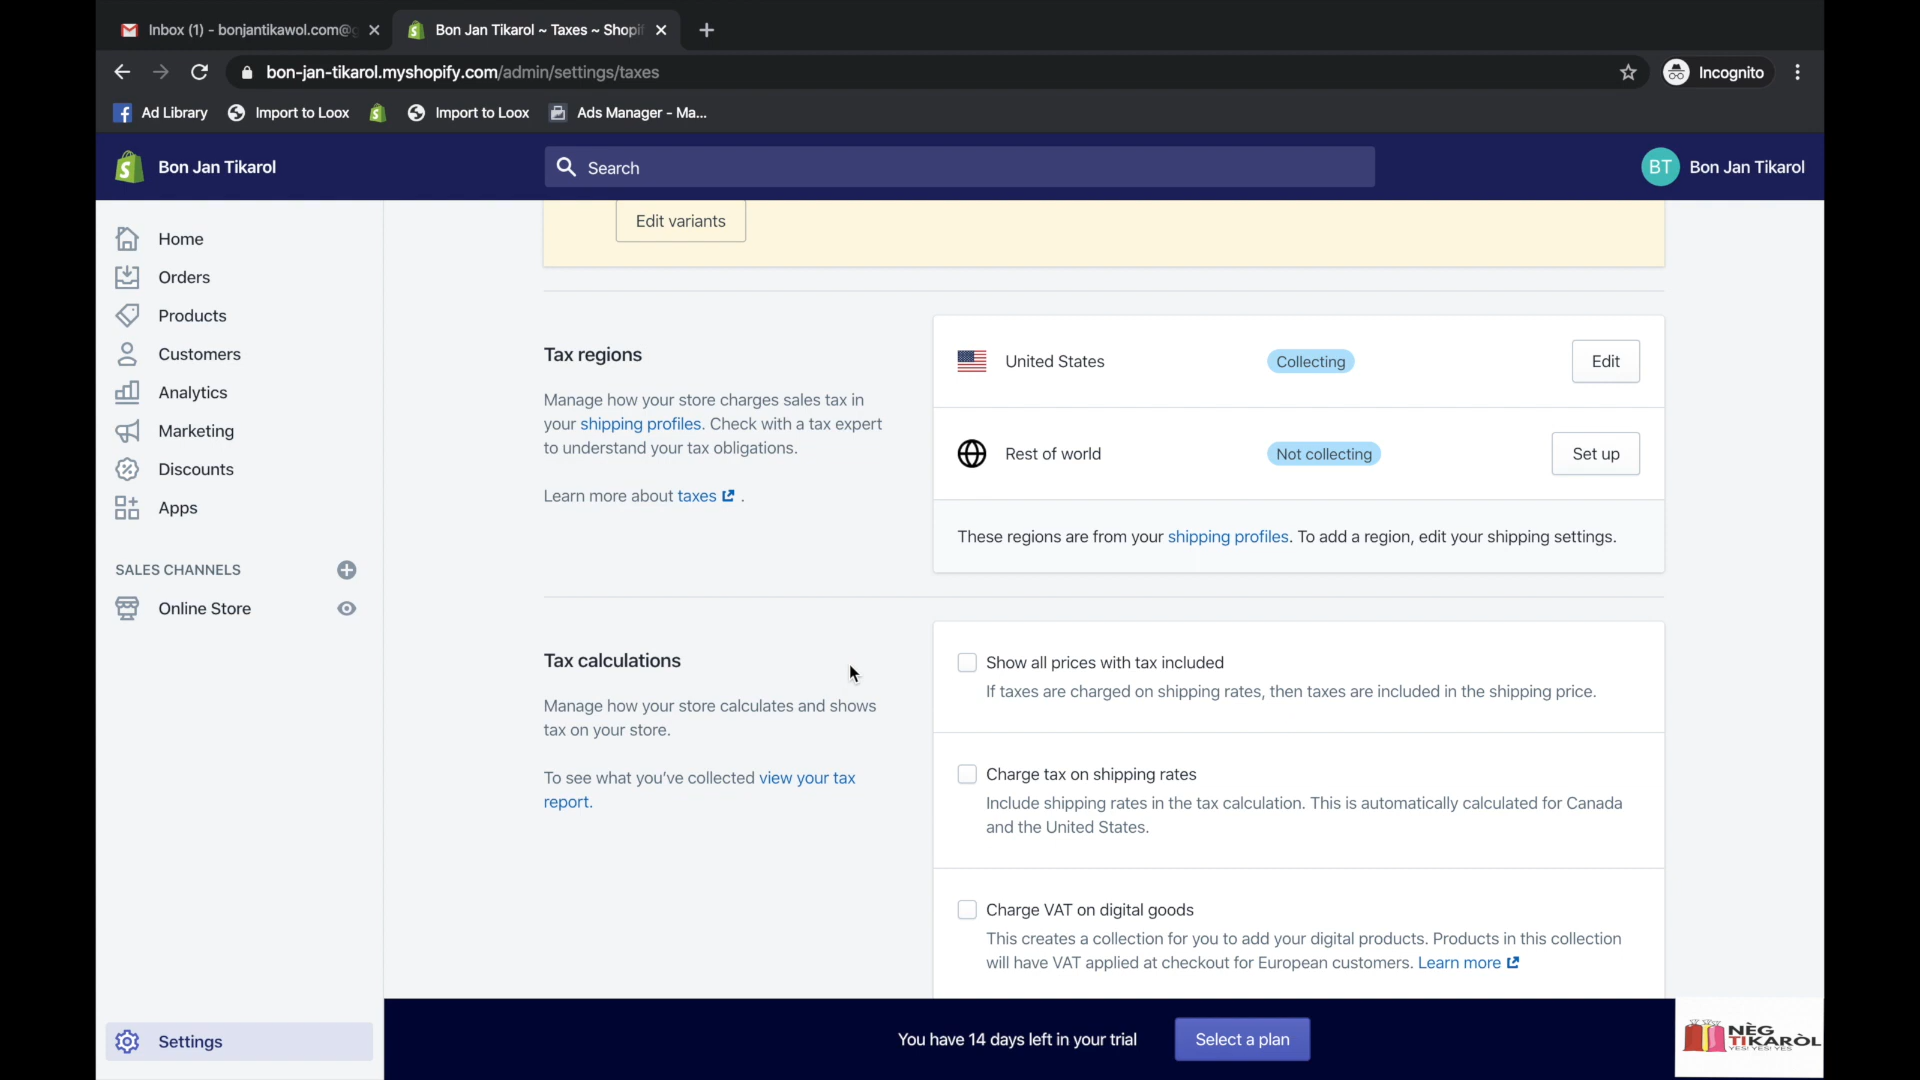 Inbox (1) - bonjantikawol.com@g
Bon Jan Tikarol ~ Taxes ~ Shopif
bon-jan-tikarol.myshopify.com/admin/settings/taxes
Incognito
Ad Library
Import to Loox
Import to Loox
Ads Manager - Ma...
Bon Jan Tikarol
Search
BT
Bon Jan Tikarol
Home
Orders
Products
Customers
Analytics
Marketing
Discounts
Apps
SALES CHANNELS
Online Store
Settings
Edit variants
Tax regions
Manage how your store charges sales tax in
your shipping profiles. Check with a tax expert
to understand your tax obligations.
Learn more about taxes .
United States
Collecting
Edit
Rest of world
Not collecting
Set up
These regions are from your shipping profiles. To add a region, edit your shipping settings.
Tax calculations
Manage how your store calculates and shows
tax on your store.
To see what you've collected view your tax
report.
Show all prices with tax included
If taxes are charged on shipping rates, then taxes are included in the shipping price.
Charge tax on shipping rates
Include shipping rates in the tax calculation. This is automatically calculated for Canada
and the United States.
Charge VAT on digital goods
This creates a collection for you to add your digital products. Products in this collection
will have VAT applied at checkout for European customers. Learn more
You have 14 days left in your trial
Select a plan
NÈG
TIKARÒL
YES! YES! YES